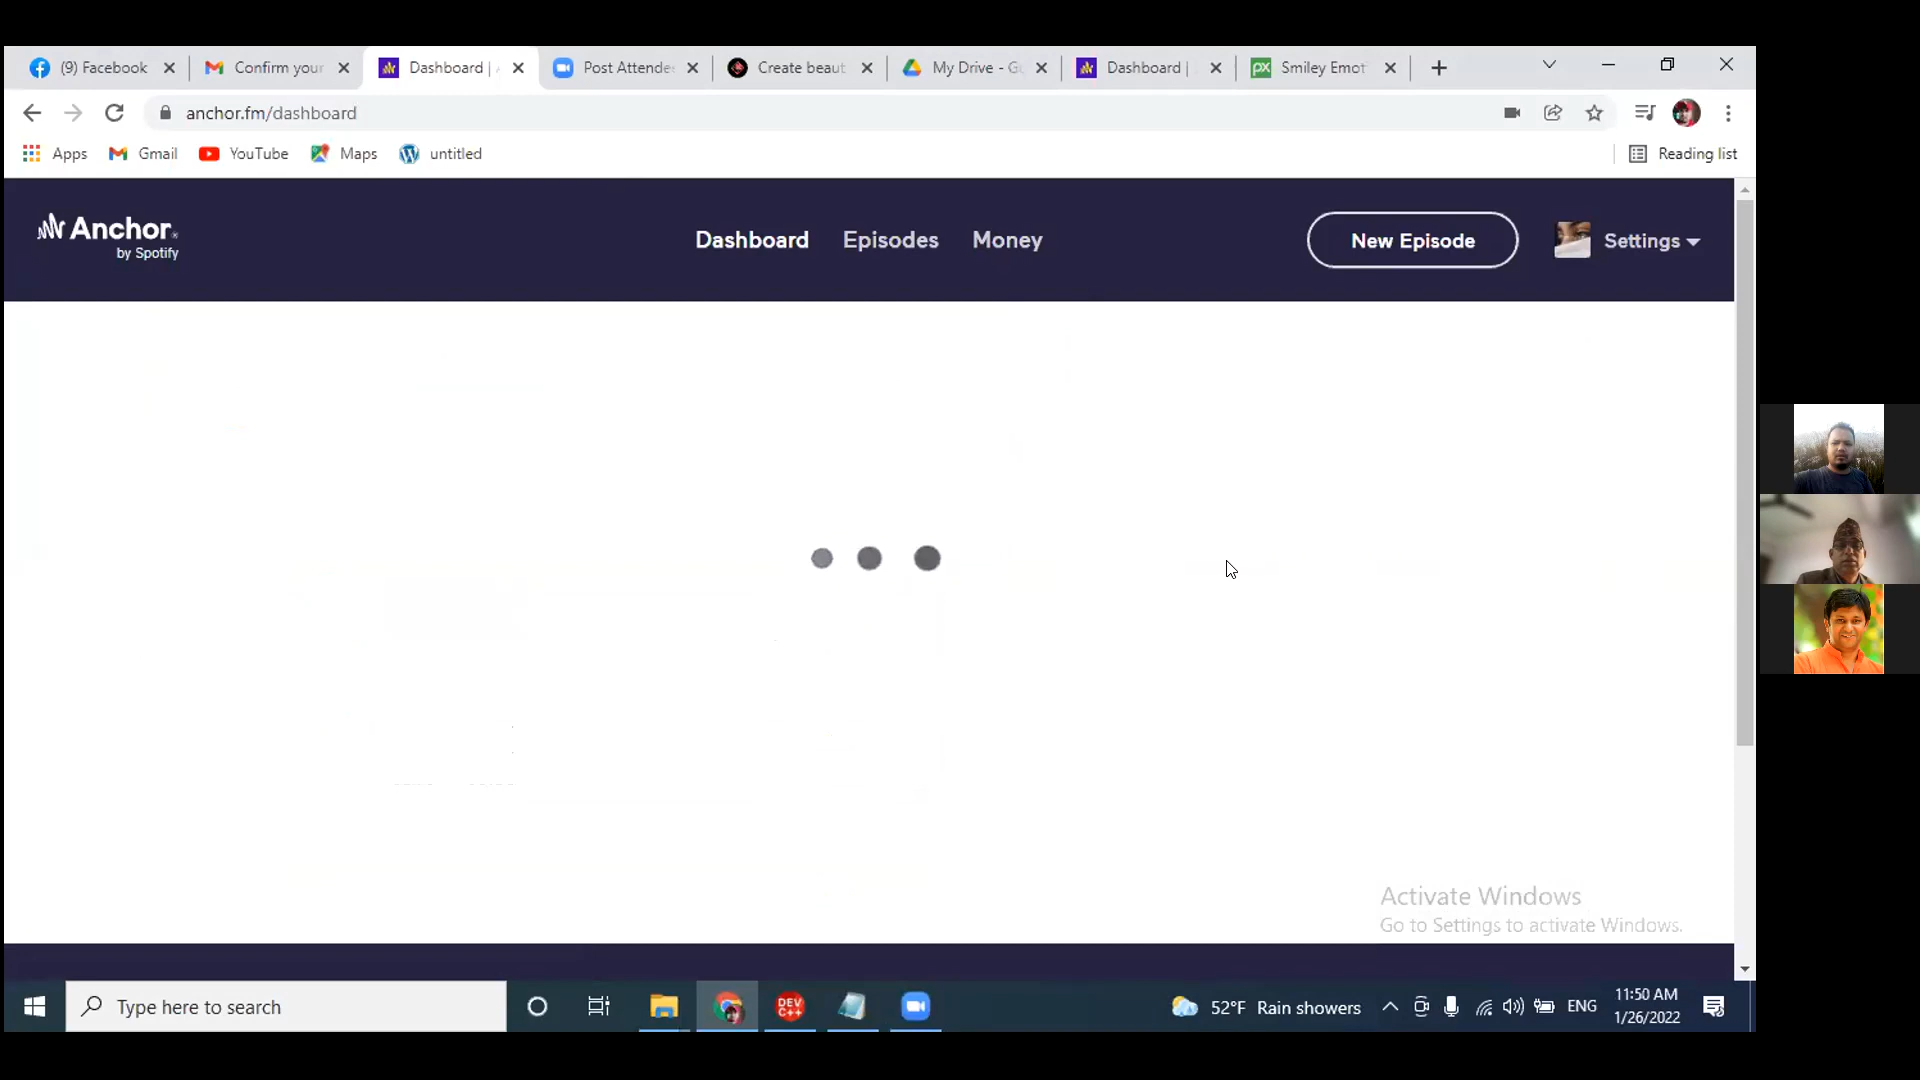 (9) Facebook
Confirm your
Dashboard |
Post Attende
Create beaut
My Drive - Go
Dashboard |
Smiley Emot
anchor.fm/dashboard
Apps
Gmail
YouTube
Maps
untitled
Reading list
Anchor
by Spotify
Dashboard
Episodes
Money
New Episode
Settings
Activate Windows
Go to Settings to activate Windows.
Type here to search
DEV
C++
52°F Rain showers
ENG
11:50 AM
1/26/2022